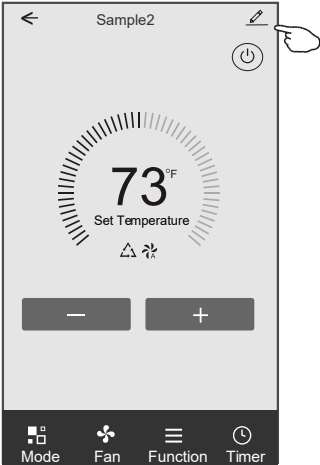 Sample2
73°F
Set Temperature
A
Mode Fan Function Timer